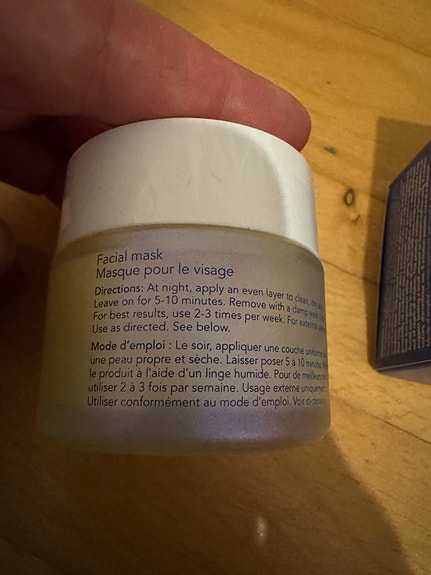 Facial mask
Masque pour le visage
Directions: At night, apply an even layer to clean, dry
Leave on for 5-10 minutes. Remove with a damp
For best results, use 2-3 times per week. For external
Use as directed. See below.
Mode d'emploi : Le soir, appliquer une couche uniforme
une peau propre et sèche. Laisser poser 5 à 10 minutes.
le produit à l'aide d'un linge humide. Pour de meilleurs
utiliser 2 à 3 fois par semaine. Usage externe uniquement
Utiliser conformément au mode d'emploi. Voir